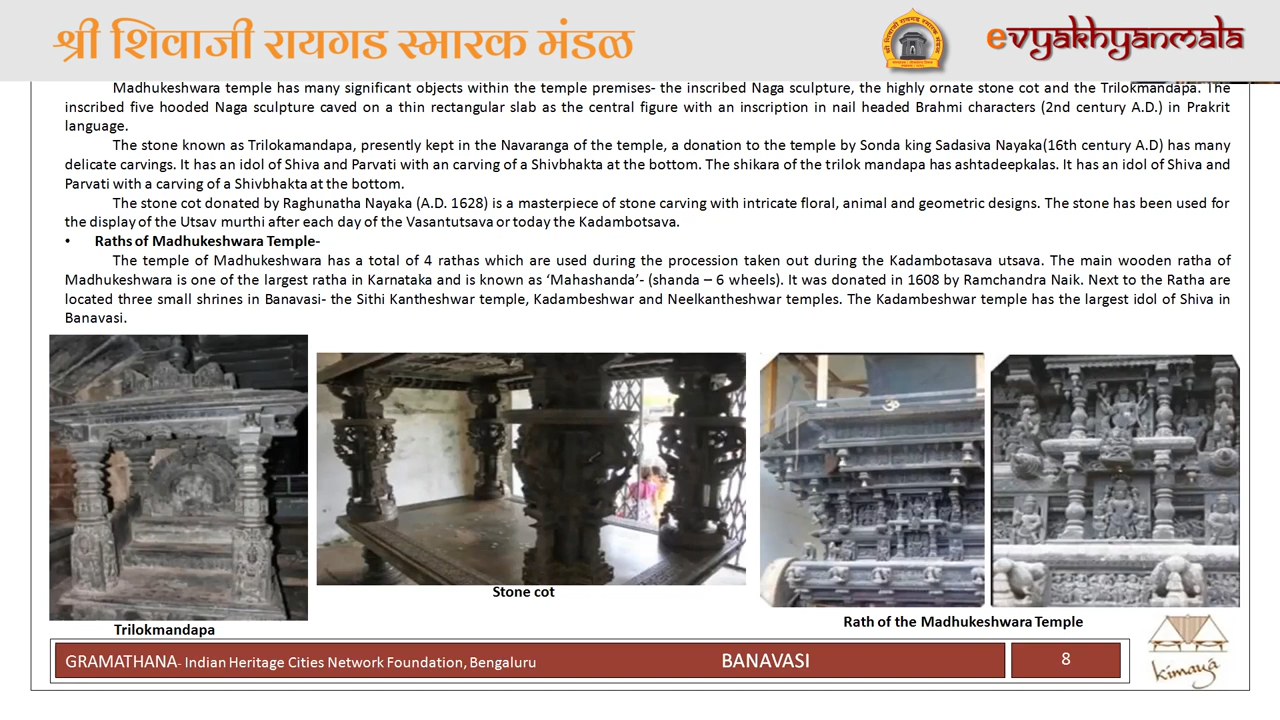 श्री शिवाजी रायगड स्मारक मंडळ
evyakhyanmala
Madhukeshwara temple has many significant objects within the temple premises- the inscribed Naga sculpture, the highly ornate stone cot and the Trilokmandapa. The
inscribed five hooded Naga sculpture caved on a thin rectangular slab as the central figure with an inscription in nail headed Brahmi characters (2nd century A.D.) in Prakrit
language.
The stone known as Trilokamandapa, presently kept in the Navaranga of the temple, a donation to the temple by Sonda king Sadasiva Nayaka(16th century A.D) has many
delicate carvings. It has an idol of Shiva and Parvati with an carving of a Shivbhakta at the bottom. The shikara of the trilok mandapa has ashtadeepkalas. It has an idol of Shiva and
Parvati with a carving of a Shivbhakta at the bottom.
The stone cot donated by Raghunatha Nayaka (A.D. 1628) is a masterpiece of stone carving with intricate floral, animal and geometric designs. The stone has been used for
the display of the Utsav murthi after each day of the Vasantutsava or today the Kadambotsava.
• Raths of Madhukeshwara Temple-
The temple of Madhukeshwara has a total of 4 rathas which are used during the procession taken out during the Kadambotasava utsava. The main wooden ratha of
Madhukeshwara is one of the largest ratha in Karnataka and is known as ‘Mahashanda’- (shanda – 6 wheels). It was donated in 1608 by Ramchandra Naik. Next to the Ratha are
located three small shrines in Banavasi- the Sithi Kantheshwar temple, Kadambeshwar and Neelkantheshwar temples. The Kadambeshwar temple has the largest idol of Shiva in
Banavasi.
ॐ
Stone cot
Rath of the Madhukeshwara Temple
Trilokmandapa
GRAMATHANA- Indian Heritage Cities Network Foundation, Bengaluru
BANAVASI
8
kimaya